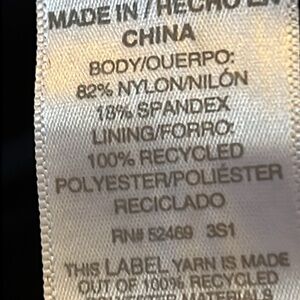 MADE IN / HECHO EN
CHINA
BODY/CUERPO:
82% NYLON/NILÓN
18% SPANDEX
LINING/FORRO:
100% RECYCLED
POLYESTER/POLIÉSTER
RECICLADO
RN# 52469 3S1
THIS LABEL YARN IS MADE
OUT OF 100% RECYCLED
MATERIALS